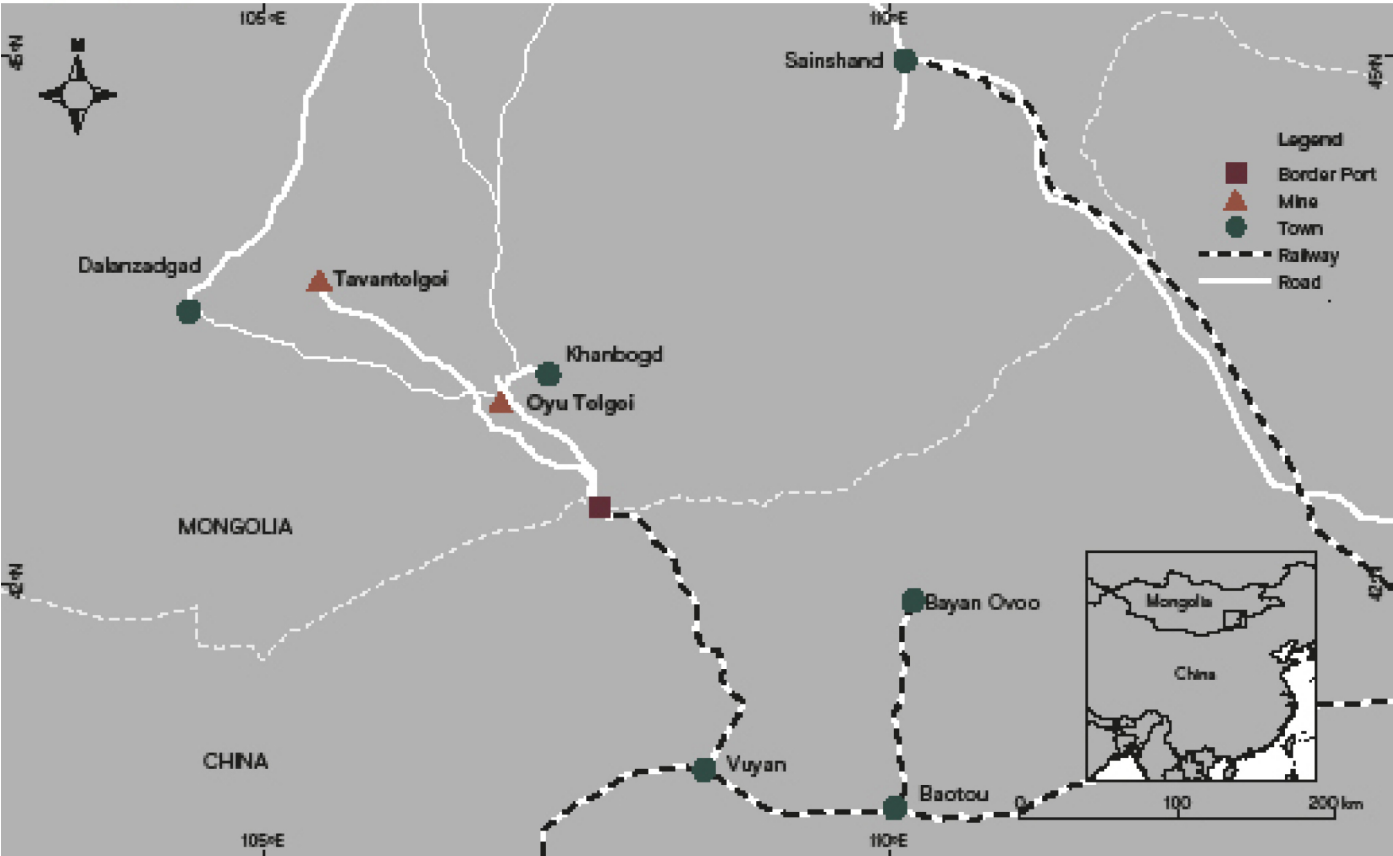 105°E
110°E
N
45°N
45°N
Sainshand
Legend
Border Port
Mine
Town
Railway
Road
Dalanzadgad
Tavantolgoi
Khanbogd
Oyu Tolgoi
MONGOLIA
42°N
42°N
Bayan Ovoo
Mongolia
China
CHINA
Vuyan
Baotou
0 100 200 km
105°E
110°E